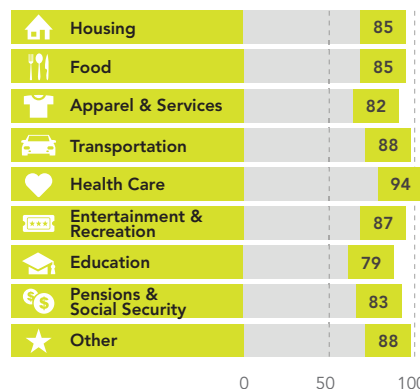 Housing 85
Food 85
Apparel & Services 82
Transportation 88
Health Care 94
Entertainment &
Recreation 87
Education 79
Pensions &
Social Security 83
Other 88
0 50 100